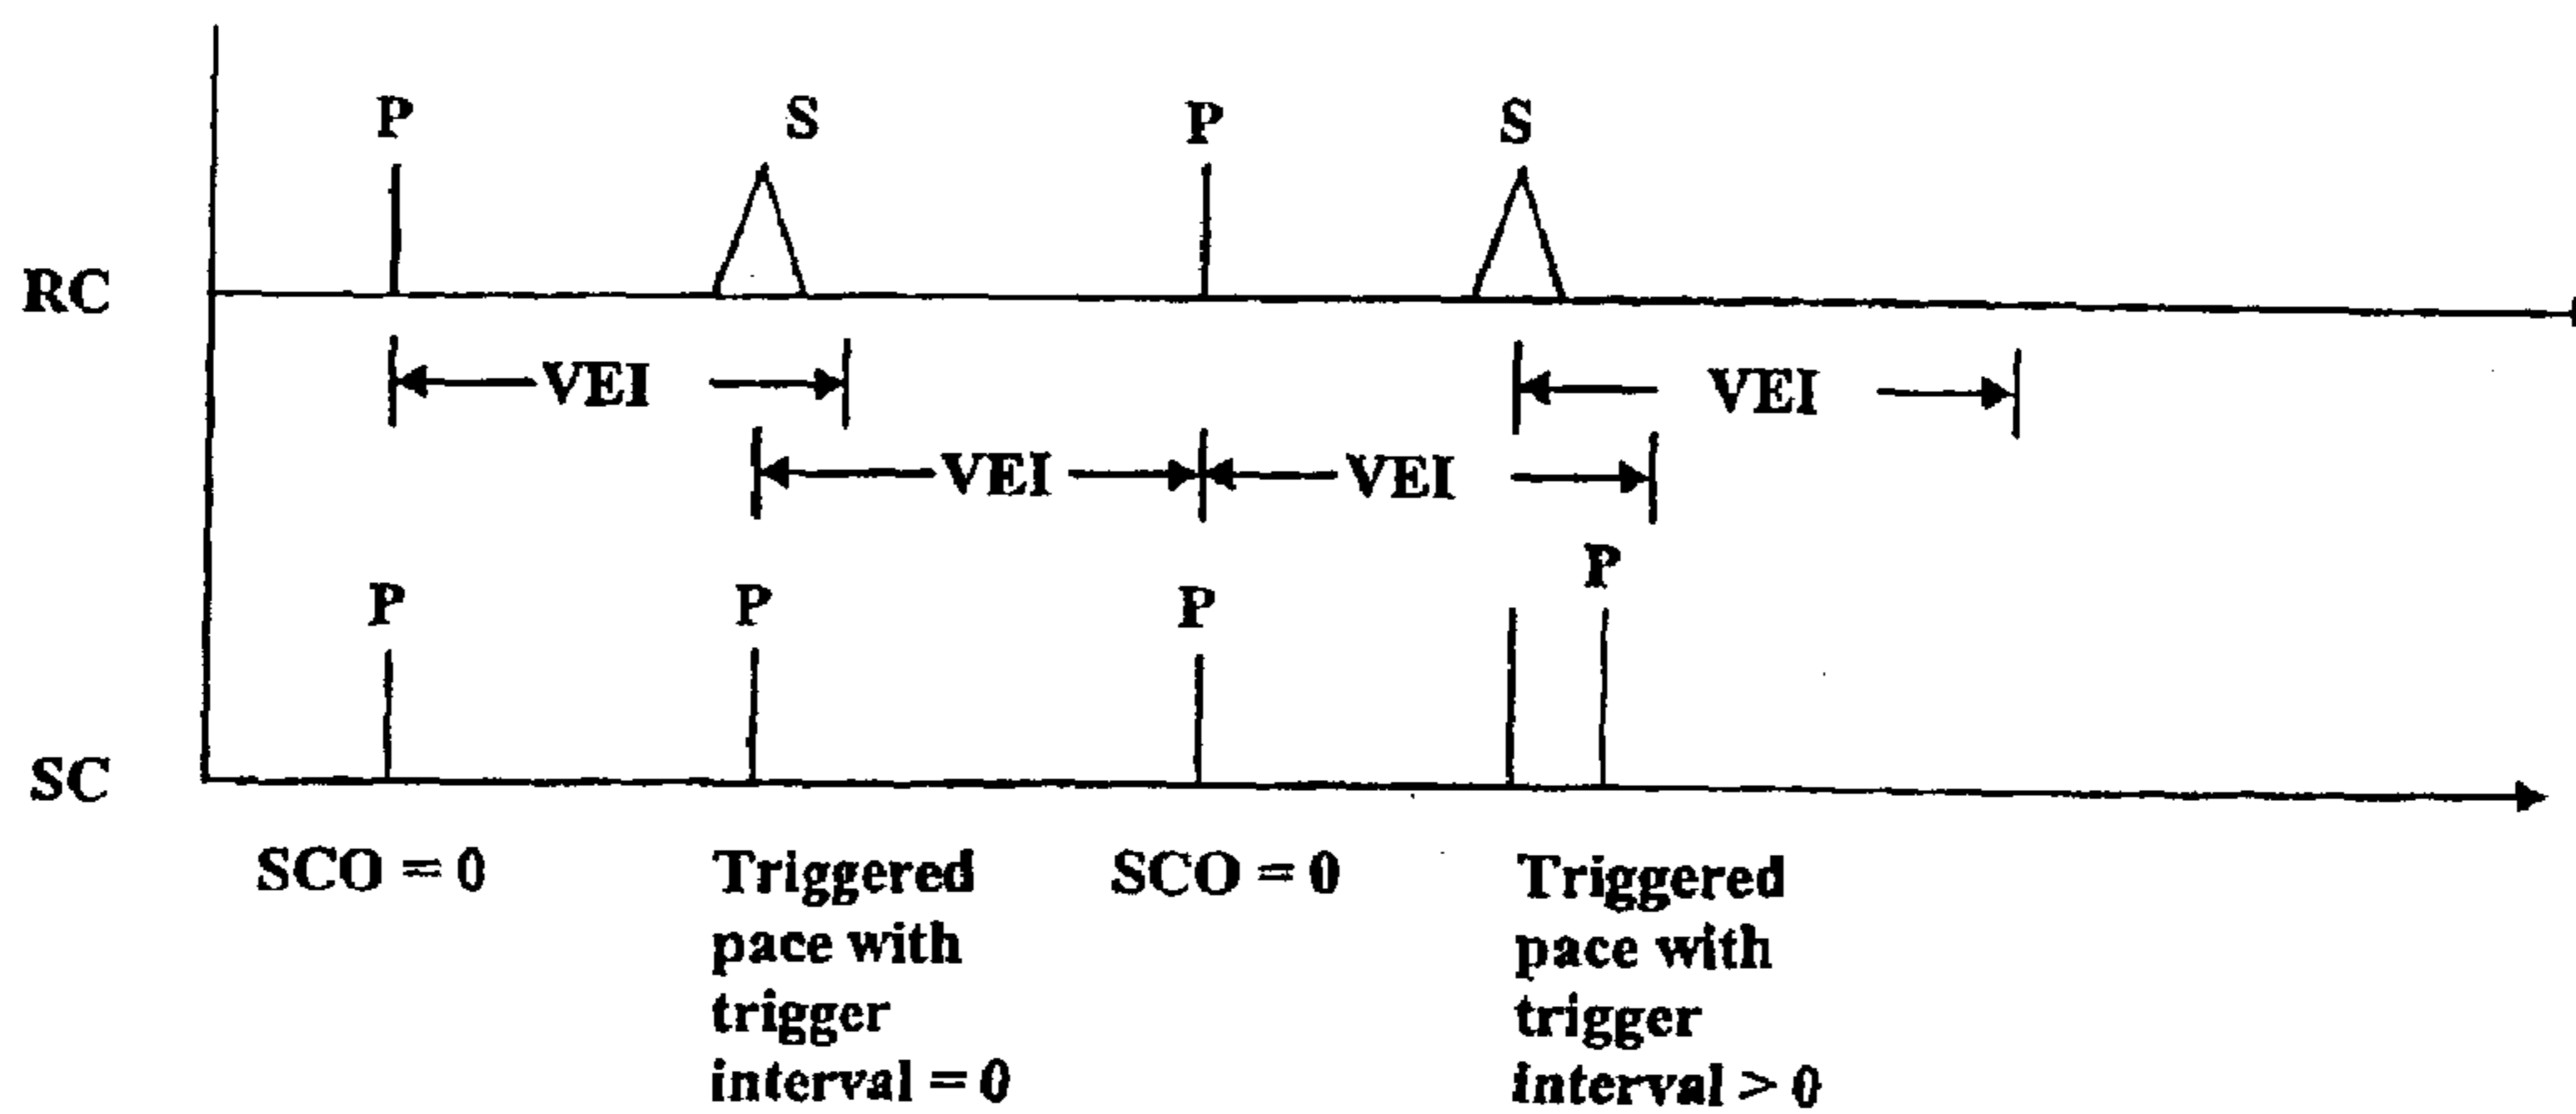 P S P S
RC
VEI VEI
VEI VEI
P
P P P
SC
SCO = 0
Triggered
pace with
trigger
interval = 0
SCO = 0
Triggered
pace with
trigger
interval > 0